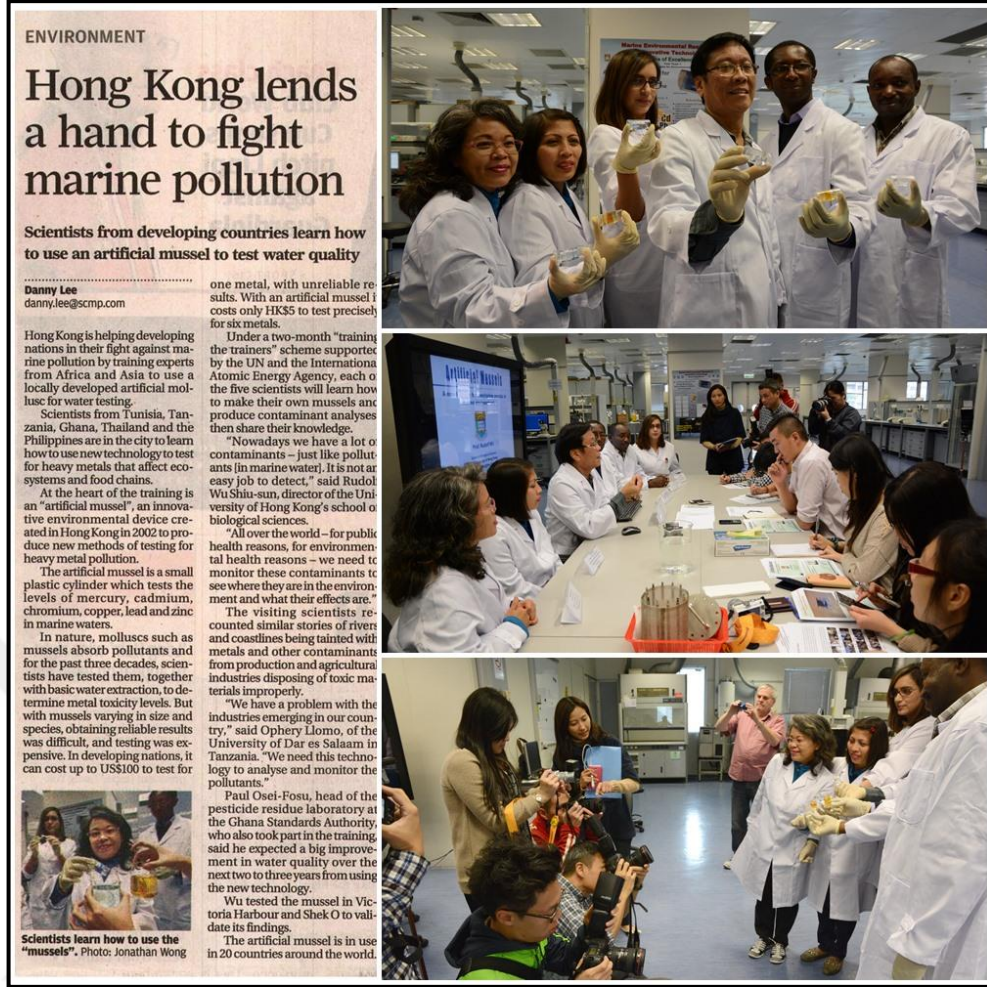 ENVIRONMENT
Hong Kong lends
a hand to fight
marine pollution
Scientists from developing countries learn how
to use an artificial mussel to test water quality
Danny Lee
danny.lee@scmp.com
Hong Kong is helping developing
nations in their fight against ma-
rine pollution by training experts
from Africa and Asia to use a
locally developed artificial mol-
lusc for water testing.
Scientists from Tunisia, Tan-
zania, Ghana, Thailand and the
Philippines are in the city to learn
how to use new technology to test
for heavy metals that affect eco-
systems and food chains.
At the heart of the training is
an “artificial mussel”, an innova-
tive environmental device cre-
ated in Hong Kong in 2002 to pro-
duce new methods of testing for
heavy metal pollution.
The artificial mussel is a small
plastic cylinder which tests the
levels of mercury, cadmium,
chromium, copper, lead and zinc
in marine waters.
In nature, molluscs such as
mussels absorb pollutants and
for the past three decades, scien-
tists have tested them, together
with basic water extraction, to de-
termine metal toxicity levels. But
with mussels varying in size and
species, obtaining reliable results
was difficult, and testing was ex-
pensive. In developing nations, it
can cost up to US$100 to test for
Scientists learn how to use the
“mussels”. Photo: Jonathan Wong
one metal, with unreliable re-
sults. With an artificial mussel i
costs only HK$5 to test precisely
for six metals.
Under a two-month “training
the trainers” scheme supported
by the UN and the Internationa
Atomic Energy Agency, each o
the five scientists will learn how
to make their own mussels and
produce contaminant analyses
then share their knowledge.
“Nowadays we have a lot o
contaminants – just like pollut-
ants [in marine water]. It is not an
easy job to detect,” said Rudol
Wu Shiu-sun, director of the Uni-
versity of Hong Kong’s school o
biological sciences.
“All over the world – for public
health reasons, for environmen-
tal health reasons – we need to
monitor these contaminants to
see where they are in the environ-
ment and what their effects are.”
The visiting scientists re-
counted similar stories of rivers
and coastlines being tainted with
metals and other contaminants
from production and agricultural
industries disposing of toxic ma-
terials improperly.
“We have a problem with the
industries emerging in our coun-
try,” said Ophery Llomo, of the
University of Dar es Salaam in
Tanzania. “We need this techno-
logy to analyse and monitor the
pollutants.”
Paul Osei-Fosu, head of the
pesticide residue laboratory at
the Ghana Standards Authority,
who also took part in the training,
said he expected a big improve-
ment in water quality over the
next two to three years from using
the new technology.
Wu tested the mussel in Vic-
toria Harbour and Shek O to vali-
date its findings.
The artificial mussel is in use
in 20 countries around the world.
Marine Environmental
Cd
Artificial Mussels